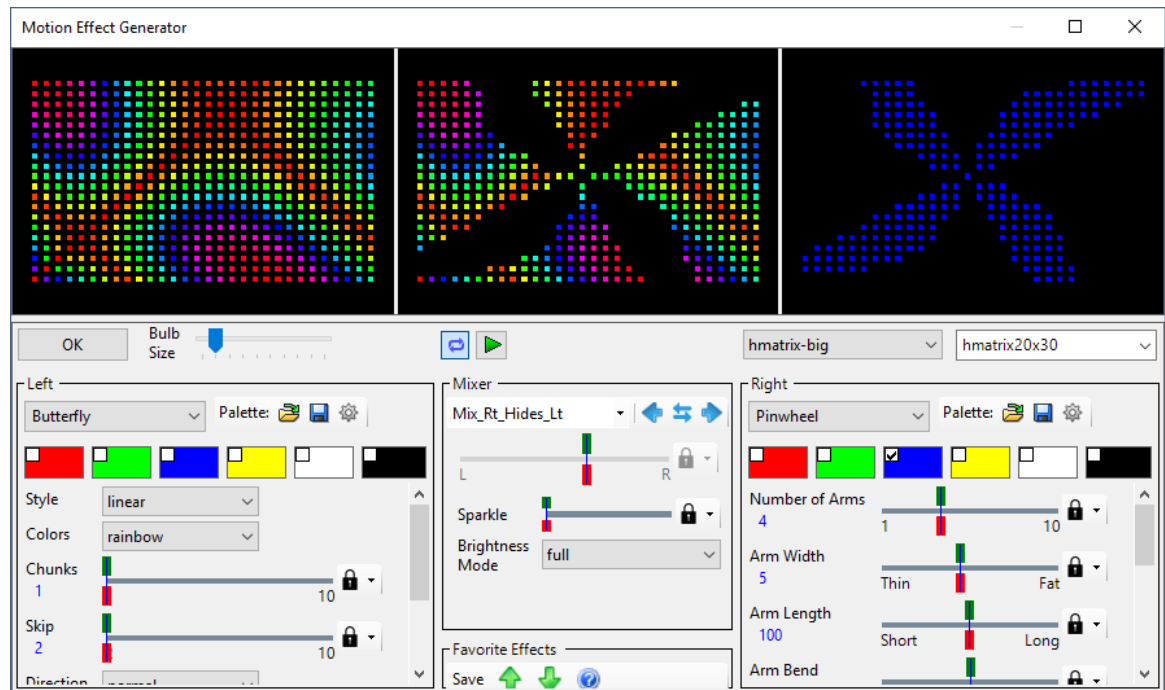 Motion Effect Generator
OK
Bulb
Size
hmatrix-big
hmatrix20x30
Left
Butterfly
Palette:
Style
linear
Colors
rainbow
Chunks
1
10
Skip
2
10
Direction
normal
Mixer
Mix_Rt_Hides_Lt
L
R
Sparkle
Brightness
Mode
full
Favorite Effects
Save
Right
Pinwheel
Palette:
Number of Arms
4
1
10
Arm Width
5
Thin
Fat
Arm Length
100
Short
Long
Arm Bend